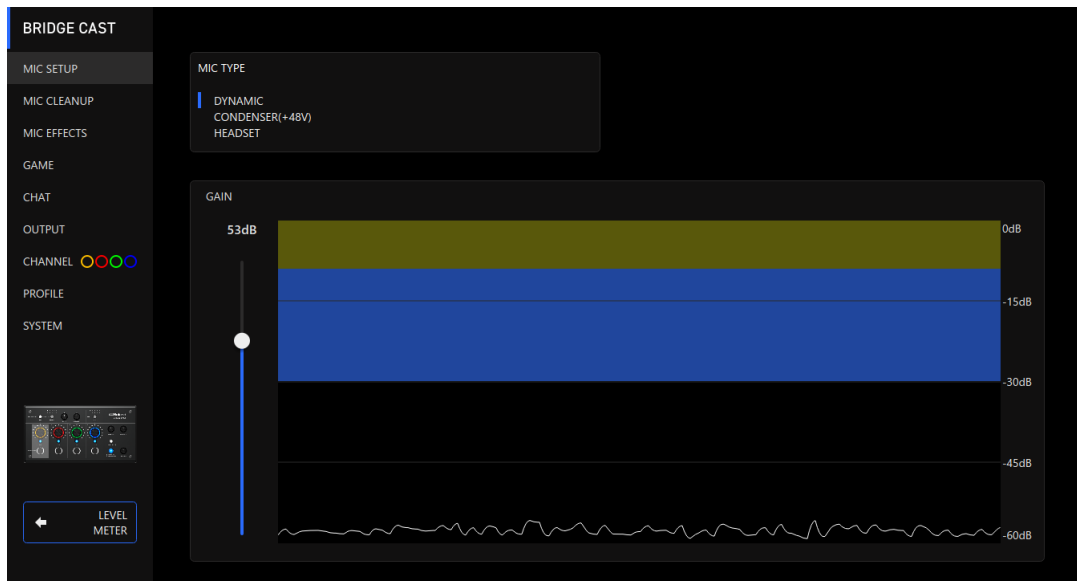 BRIDGE CAST
MIC SETUP
MIC CLEANUP
MIC EFFECTS
GAME
CHAT
OUTPUT
CHANNEL
PROFILE
SYSTEM
LEVEL
METER
MIC TYPE
DYNAMIC
CONDENSER(+48V)
HEADSET
GAIN
53dB
0dB
-15dB
-30dB
-45dB
-60dB